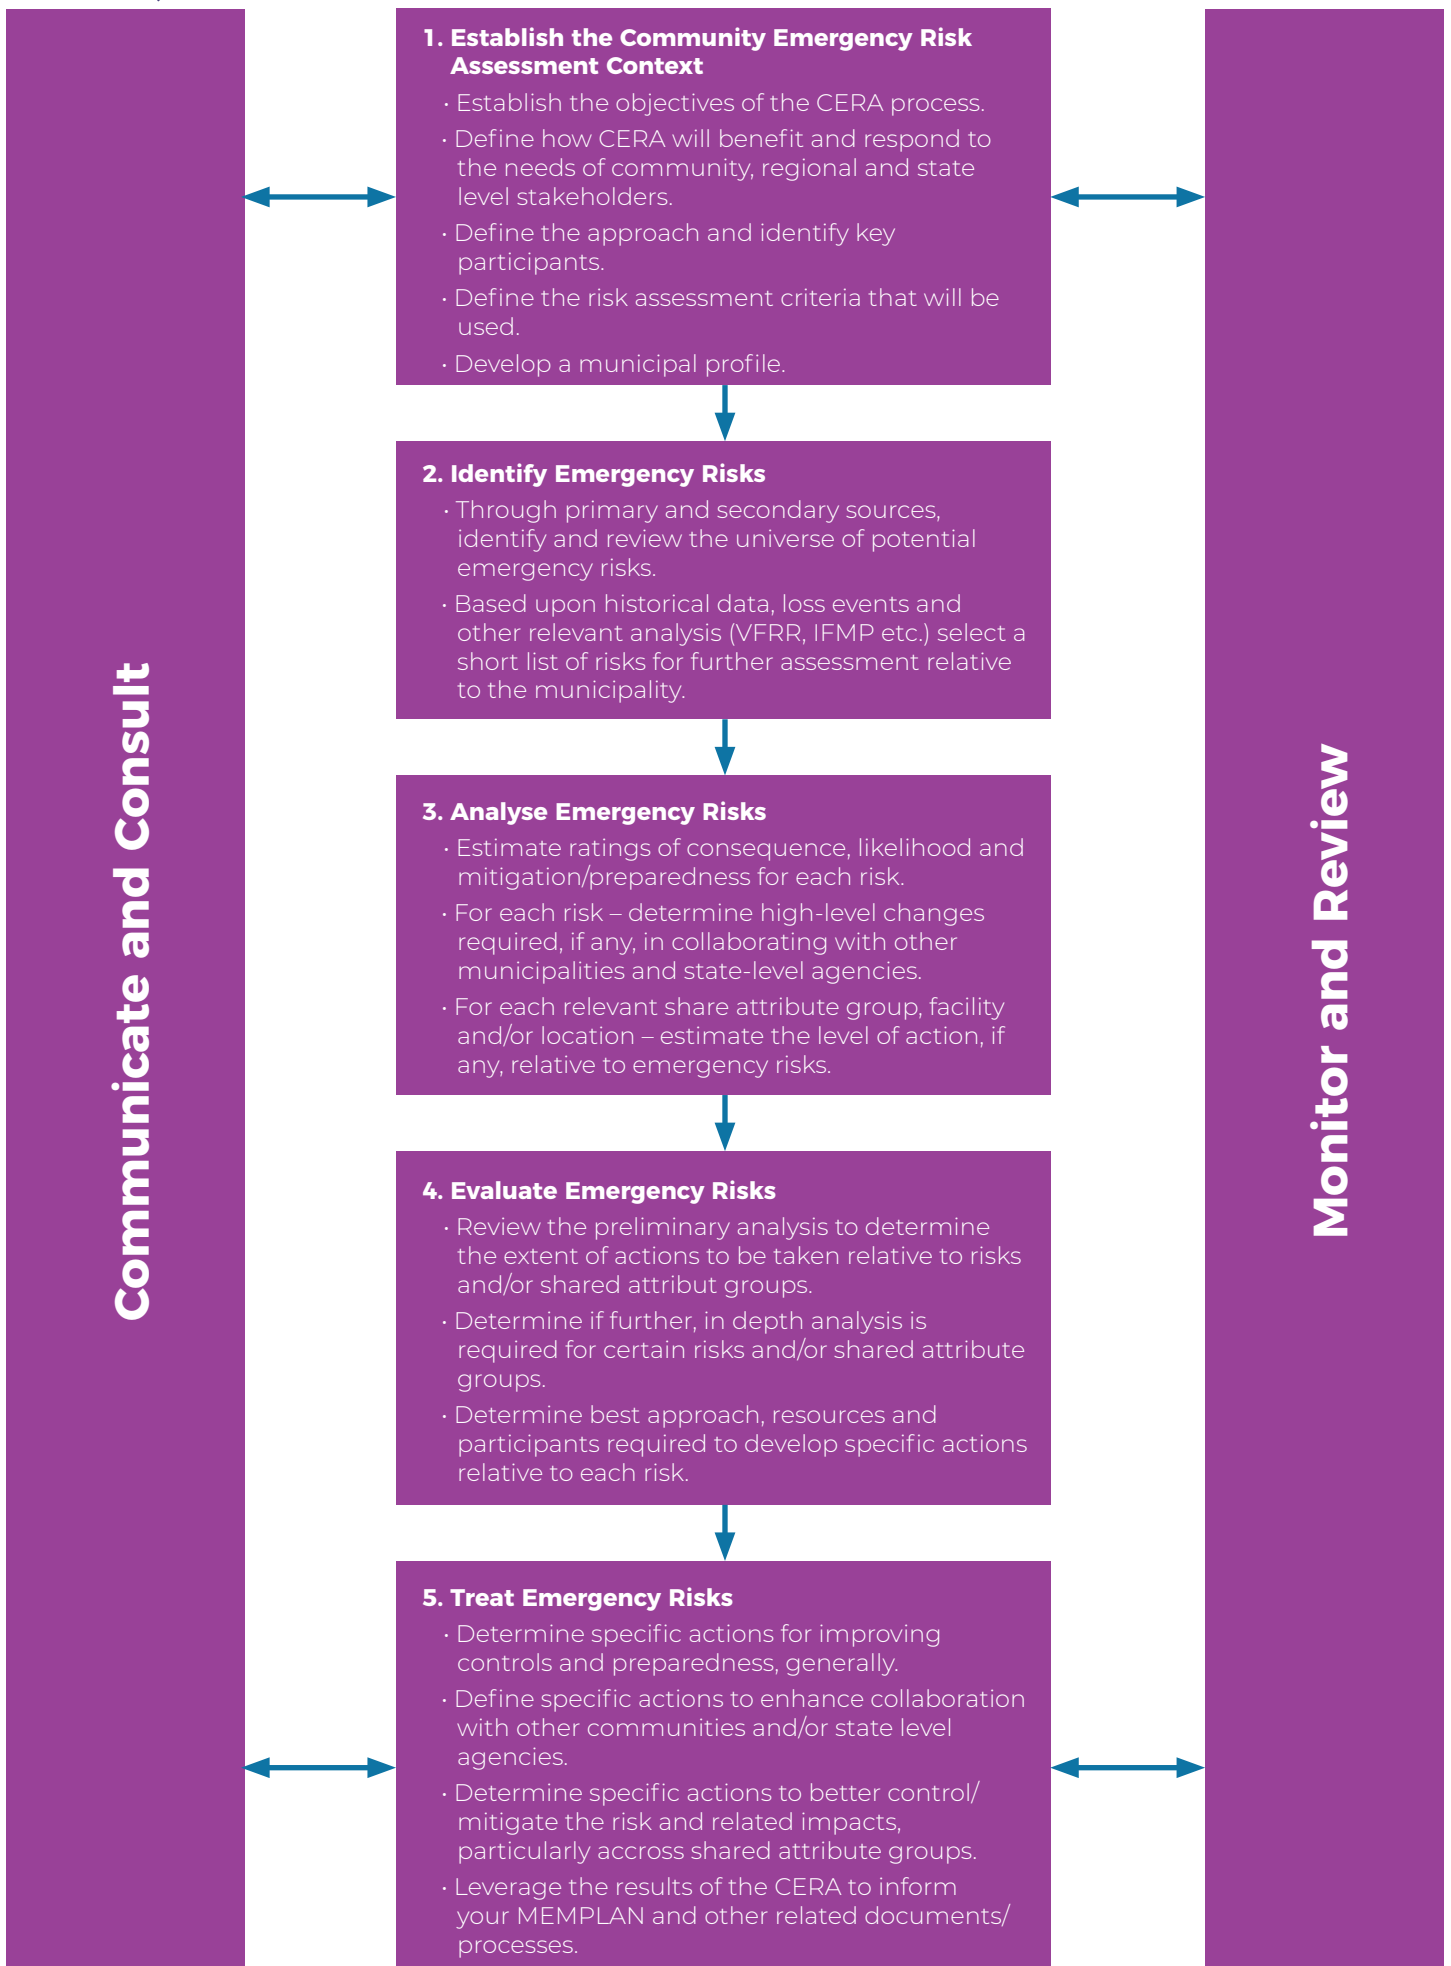 1. Establish the Community Emergency Risk
Assessment Context
· Establish the objectives of the CERA process.
· Define how CERA will benefit and respond to
the needs of community, regional and state
level stakeholders.
· Define the approach and identify key
participants.
· Define the risk assessment criteria that will be
used.
· Develop a municipal profile.
2. Identify Emergency Risks
· Through primary and secondary sources,
identify and review the universe of potential
emergency risks.
· Based upon historical data, loss events and
other relevant analysis (VFRR, IFMP etc.) select a
short list of risks for further assessment relative
to the municipality.
3. Analyse Emergency Risks
· Estimate ratings of consequence, likelihood and
mitigation/preparedness for each risk.
· For each risk – determine high-level changes
required, if any, in collaborating with other
municipalities and state-level agencies.
· For each relevant share attribute group, facility
and/or location – estimate the level of action, if
any, relative to emergency risks.
4. Evaluate Emergency Risks
· Review the preliminary analysis to determine
the extent of actions to be taken relative to risks
and/or shared attribut groups.
· Determine if further, in depth analysis is
required for certain risks and/or shared attribute
groups.
· Determine best approach, resources and
participants required to develop specific actions
relative to each risk.
5. Treat Emergency Risks
· Determine specific actions for improving
controls and preparedness, generally.
· Define specific actions to enhance collaboration
with other communities and/or state level
agencies.
· Determine specific actions to better control/
mitigate the risk and related impacts,
particularly accross shared attribute groups.
· Leverage the results of the CERA to inform
your MEMPLAN and other related documents/
processes.
Communicate and Consult
Monitor and Review